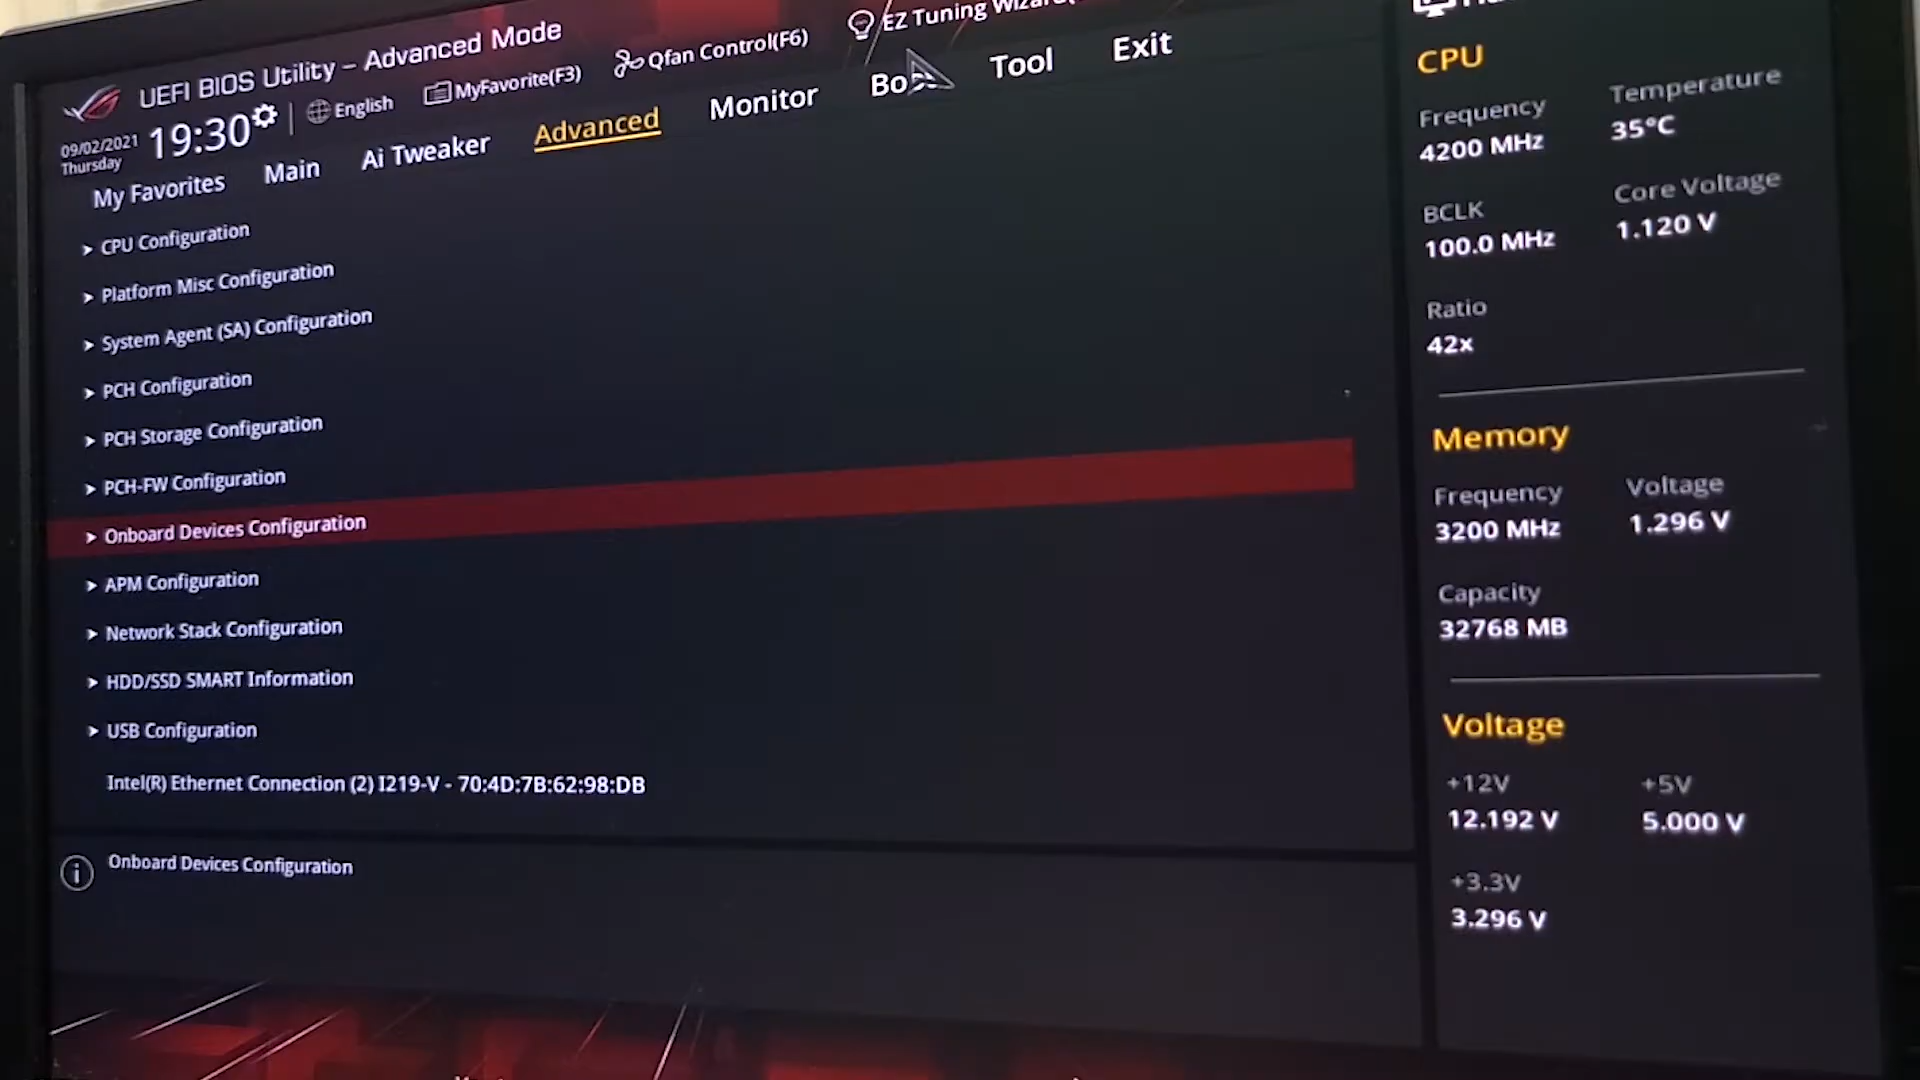 UEFI BIOS Utility – Advanced Mode
09/02/2021
Thursday
19:30
English
MyFavorite(F3)
Qfan Control(F6)
EZ Tuning
My Favorites
Main
Ai Tweaker
Advanced
Monitor
Tool
Exit
CPU Configuration
Platform Misc Configuration
System Agent (SA) Configuration
PCH Configuration
PCH Storage Configuration
PCH-FW Configuration
Onboard Devices Configuration
APM Configuration
Network Stack Configuration
HDD/SSD SMART Information
USB Configuration
Intel(R) Ethernet Connection (2) I219-V - 70:4D:7B:62:98:DB
Onboard Devices Configuration
CPU
Frequency Temperature
4200 MHz 35°C
BCLK Core Voltage
100.0 MHz 1.120 V
Ratio
42x
Memory
Frequency Voltage
3200 MHz 1.296 V
Capacity
32768 MB
Voltage
+12V +5V
12.192 V 5.000 V
+3.3V
3.296 V